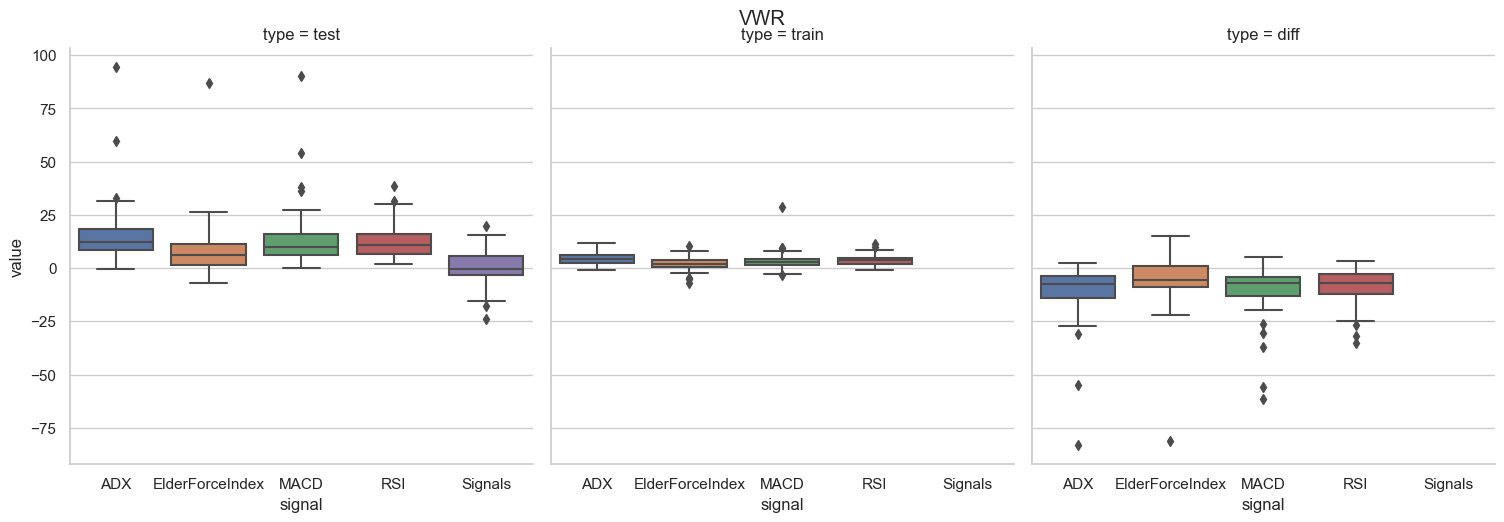 VWR
type = test
type = train
type = diff
100
75
50
25
0
−25
−50
−75
value
ADX ElderForceIndex MACD RSI Signals
signal
ADX ElderForceIndex MACD RSI Signals
signal
ADX ElderForceIndex MACD RSI Signals
signal